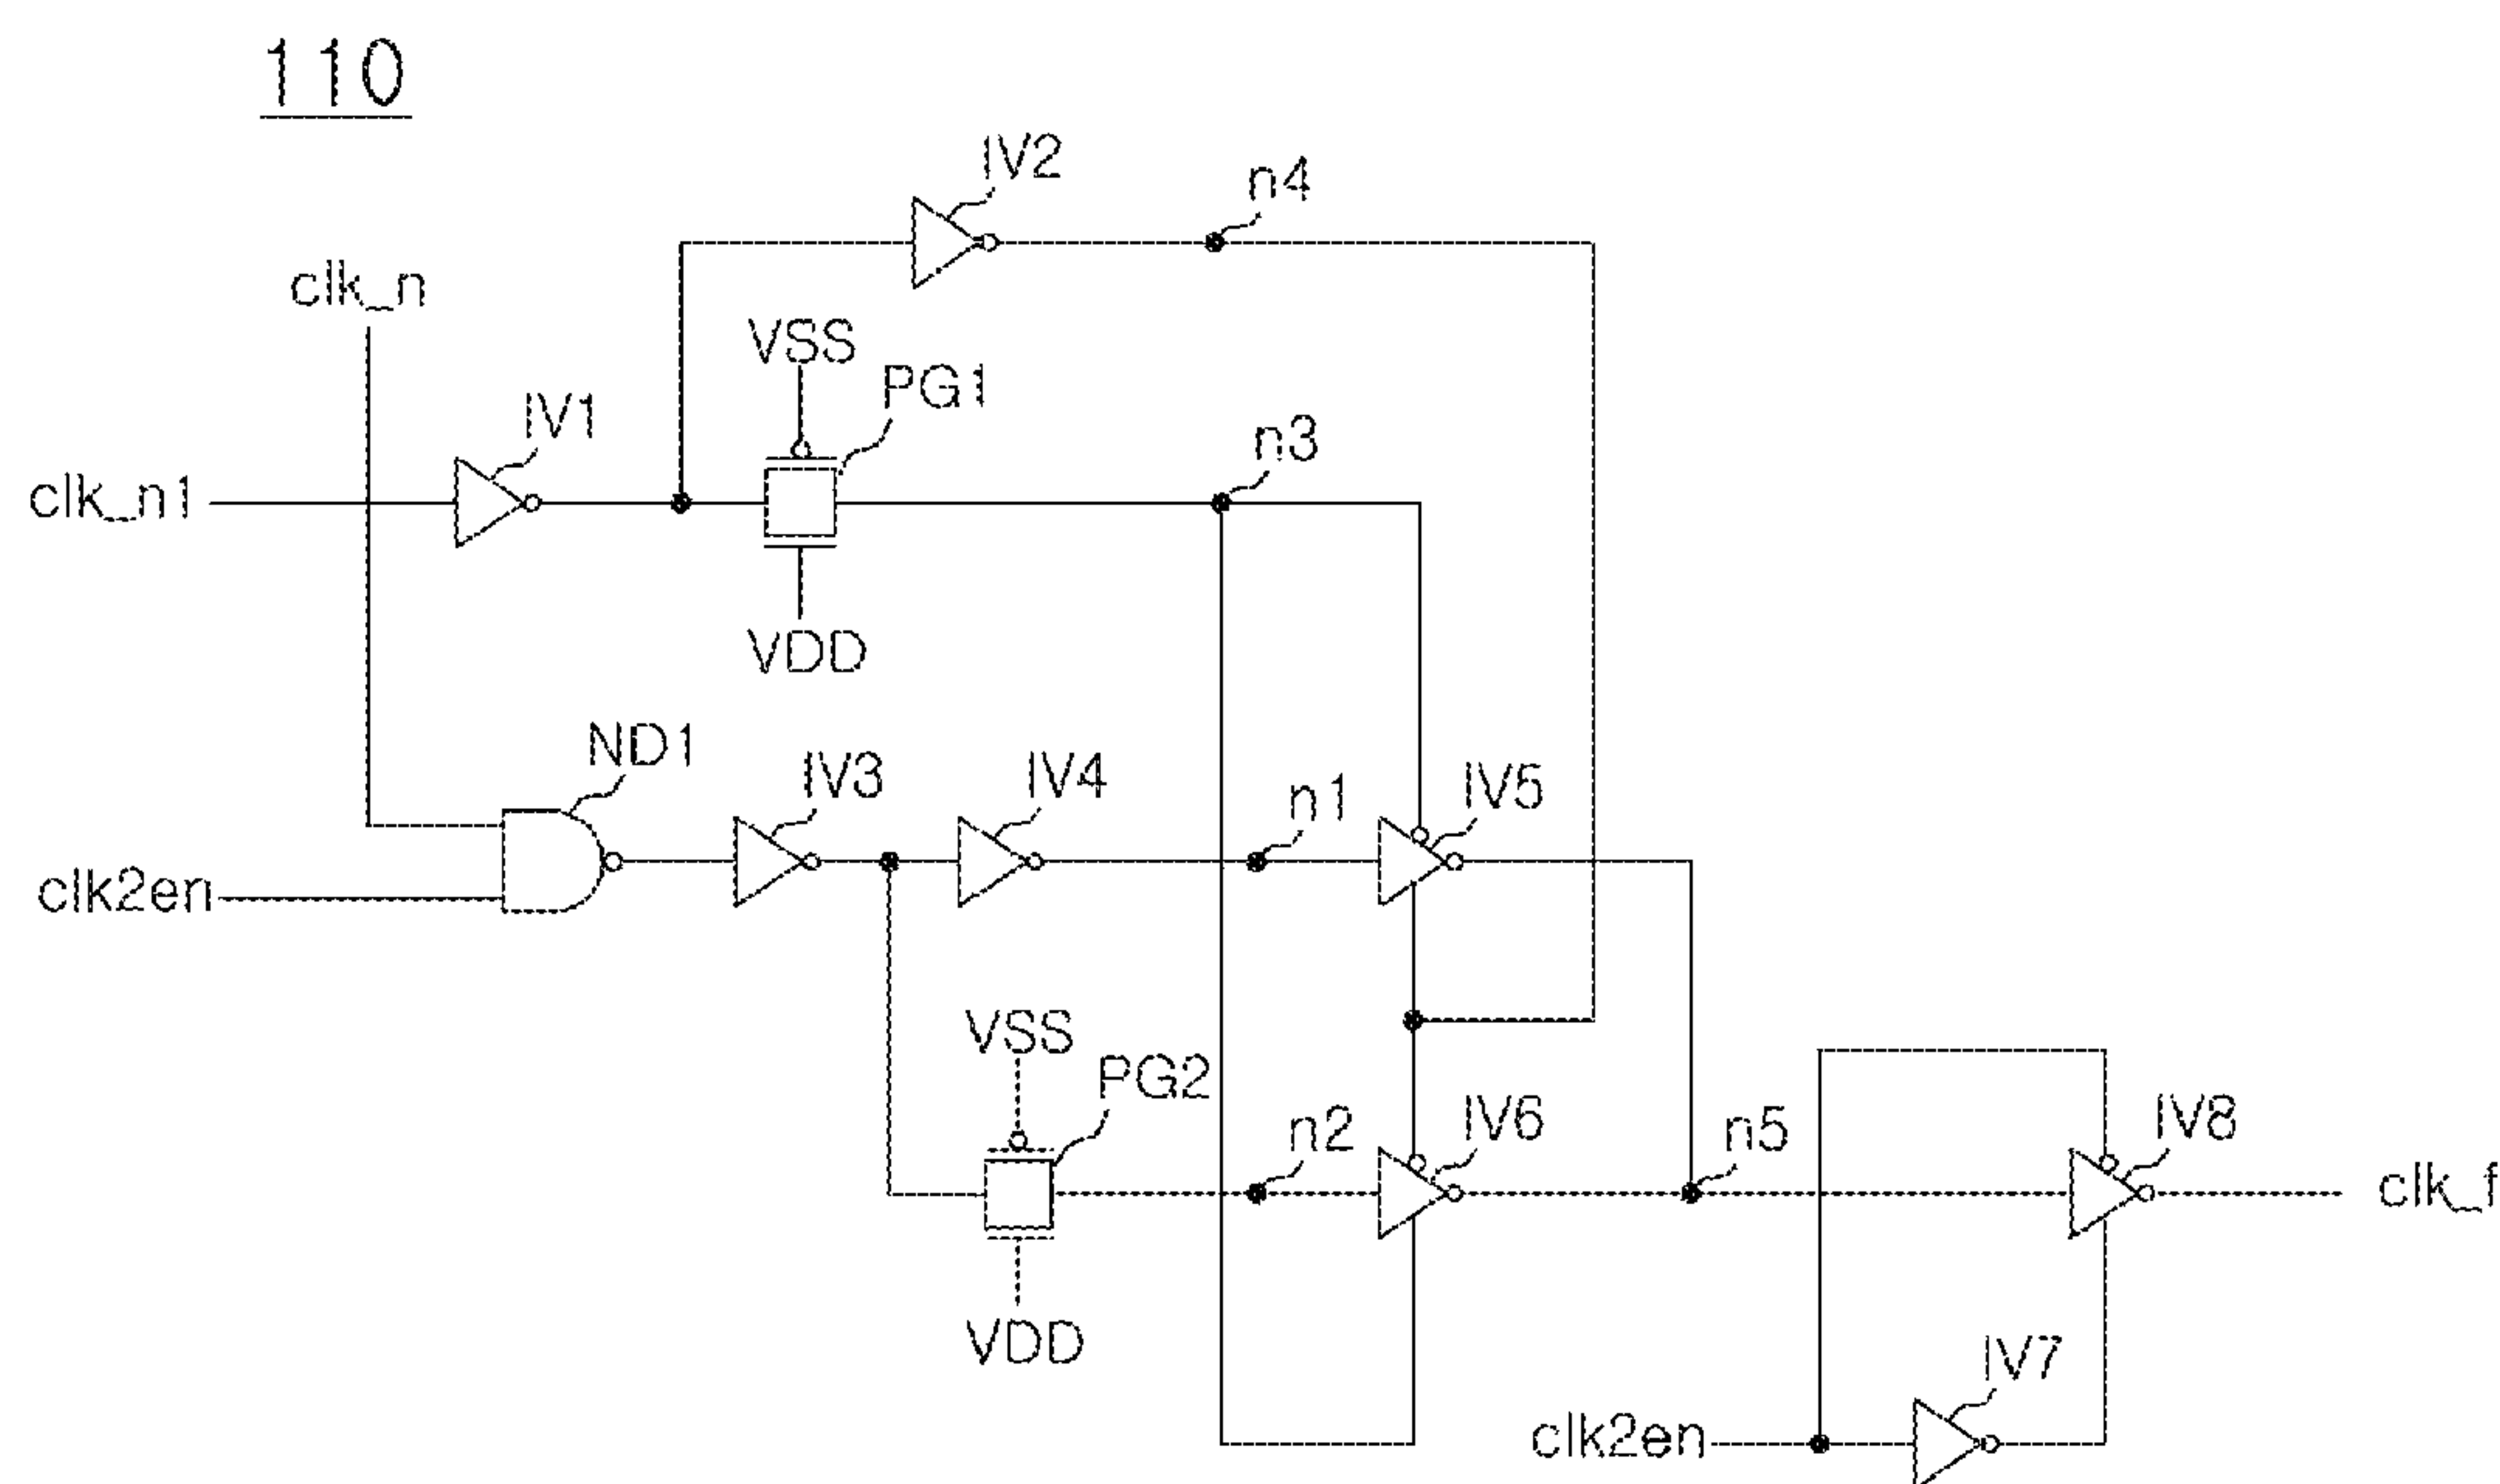 110
IV2
n4
clk_n
VSS
PG1
IV1
n3
clk_n1
VDD
ND1
IV3
IV4
n1
IV5
clk2en
VSS
PG2
n2
IV6
n5
IV8
clk_f
VDD
IV7
clk2en